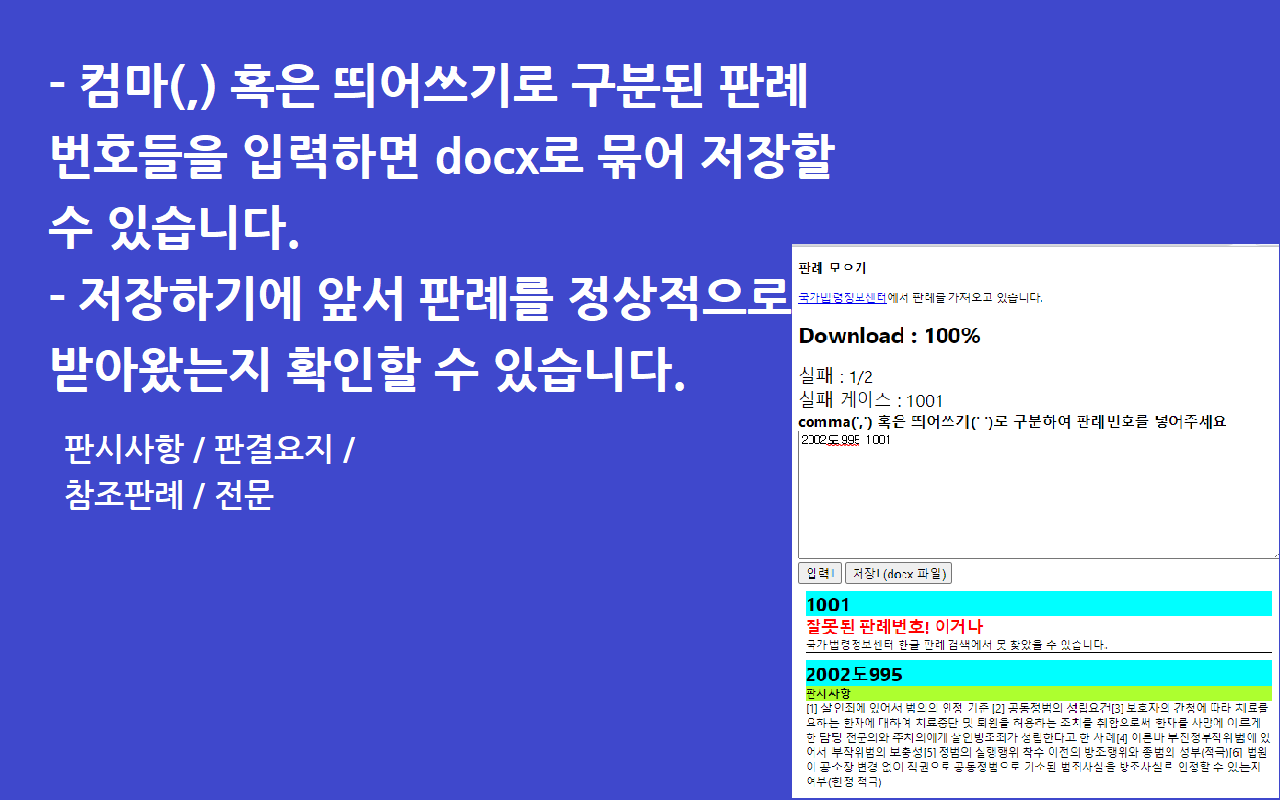 - 컴마(,) 혹은 띄어쓰기로 구분된 판례
번호들을 입력하면 docx로 묶어 저장할
수 있습니다.
- 저장하기에 앞서 판례를 정상적으로
받아왔는지 확인할 수 있습니다.
판시사항 / 판결요지 /
참조판례 / 전문
판례 모으기
국가법령정보센터에서 판례를 가져오고 있습니다.
Download : 100%
실패 : 1/2
실패 케이스 : 1001
comma(',') 혹은 띄어쓰기(' ')로 구분하여 판례번호를 넣어주세요
2002도995 1001
입력! 저장! (docx 파일)
1001
잘못된 판례번호! 이거나
국가법령정보센터 한글 판례 검색에서 못 찾았을 수 있습니다.
2002도995
판시사항
[1] 살인죄에 있어서 범의의 인정 기준 [2] 공동정범의 성립요건[3] 보호자의 간청에 따라 치료를
요하는 환자에 대하여 치료중단 및 퇴원을 허용하는 조치를 취함으로써 환자를 사망에 이르게
한 담당 전문의와 주치의에게 살인방조죄가 성립한다고 한 사례[4] 이른바 부진정부작위범에 있
어서 부작위범의 보충성[5] 정범의 실행행위 착수 이전의 방조행위와 종범의 성부(적극)[6] 법원
이 공소장 변경 없이 직권으로 공동정범으로 기소된 범죄사실을 방조사실로 인정할 수 있는지
여부(한정 적극)